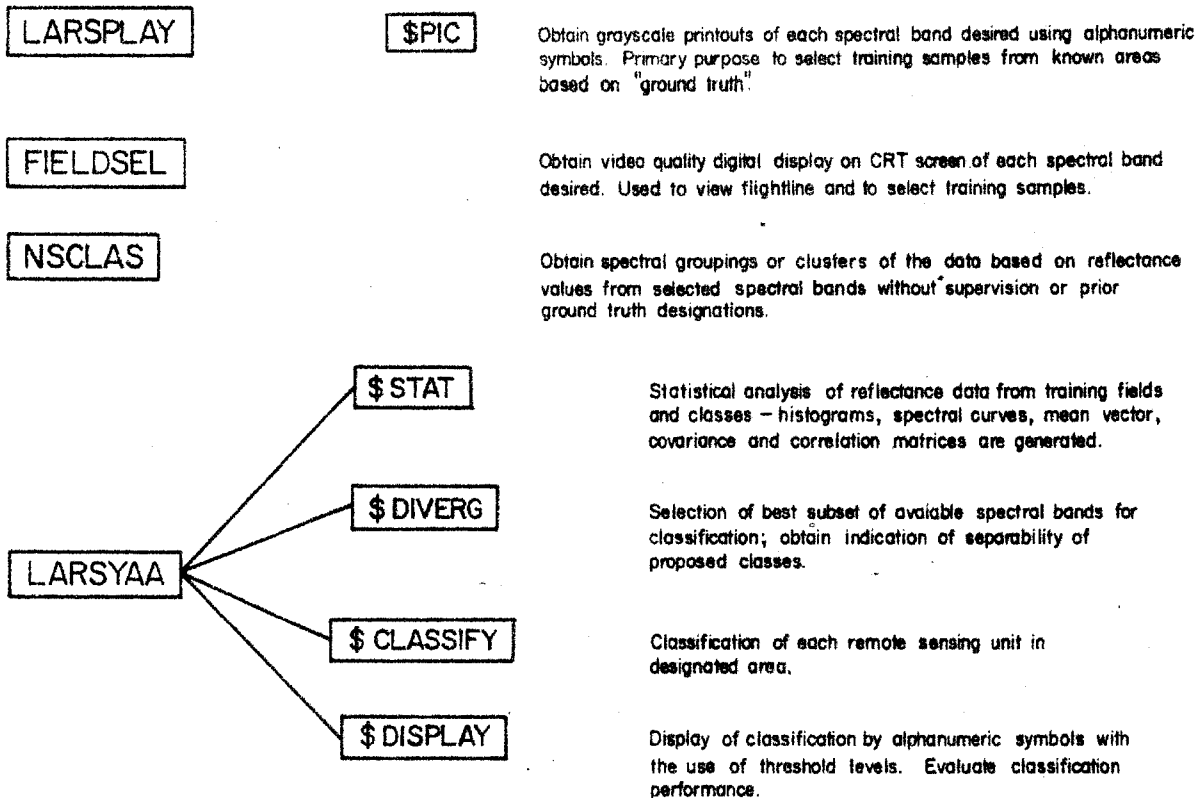 LARSPLAY
$PIC
Obtain grayscale printouts of each spectral band desired using alphanumeric
symbols. Primary purpose to select training samples from known areas
based on "ground truth".
FIELDSEL
Obtain video quality digital display on CRT screen of each spectral band
desired. Used to view flightline and to select training samples.
NSCLAS
Obtain spectral groupings or clusters of the data based on reflectance
values from selected spectral bands without supervision or prior
ground truth designations.
LARSYAA
$ STAT
Statistical analysis of reflectance data from training fields
and classes – histograms, spectral curves, mean vector,
covariance and correlation matrices are generated.
$ DIVERG
Selection of best subset of avaiable spectral bands for
classification; obtain indication of separability of
proposed classes.
$ CLASSIFY
Classification of each remote sensing unit in
designated area.
$ DISPLAY
Display of classification by alphanumeric symbols with
the use of threshold levels. Evaluate classification
performance.